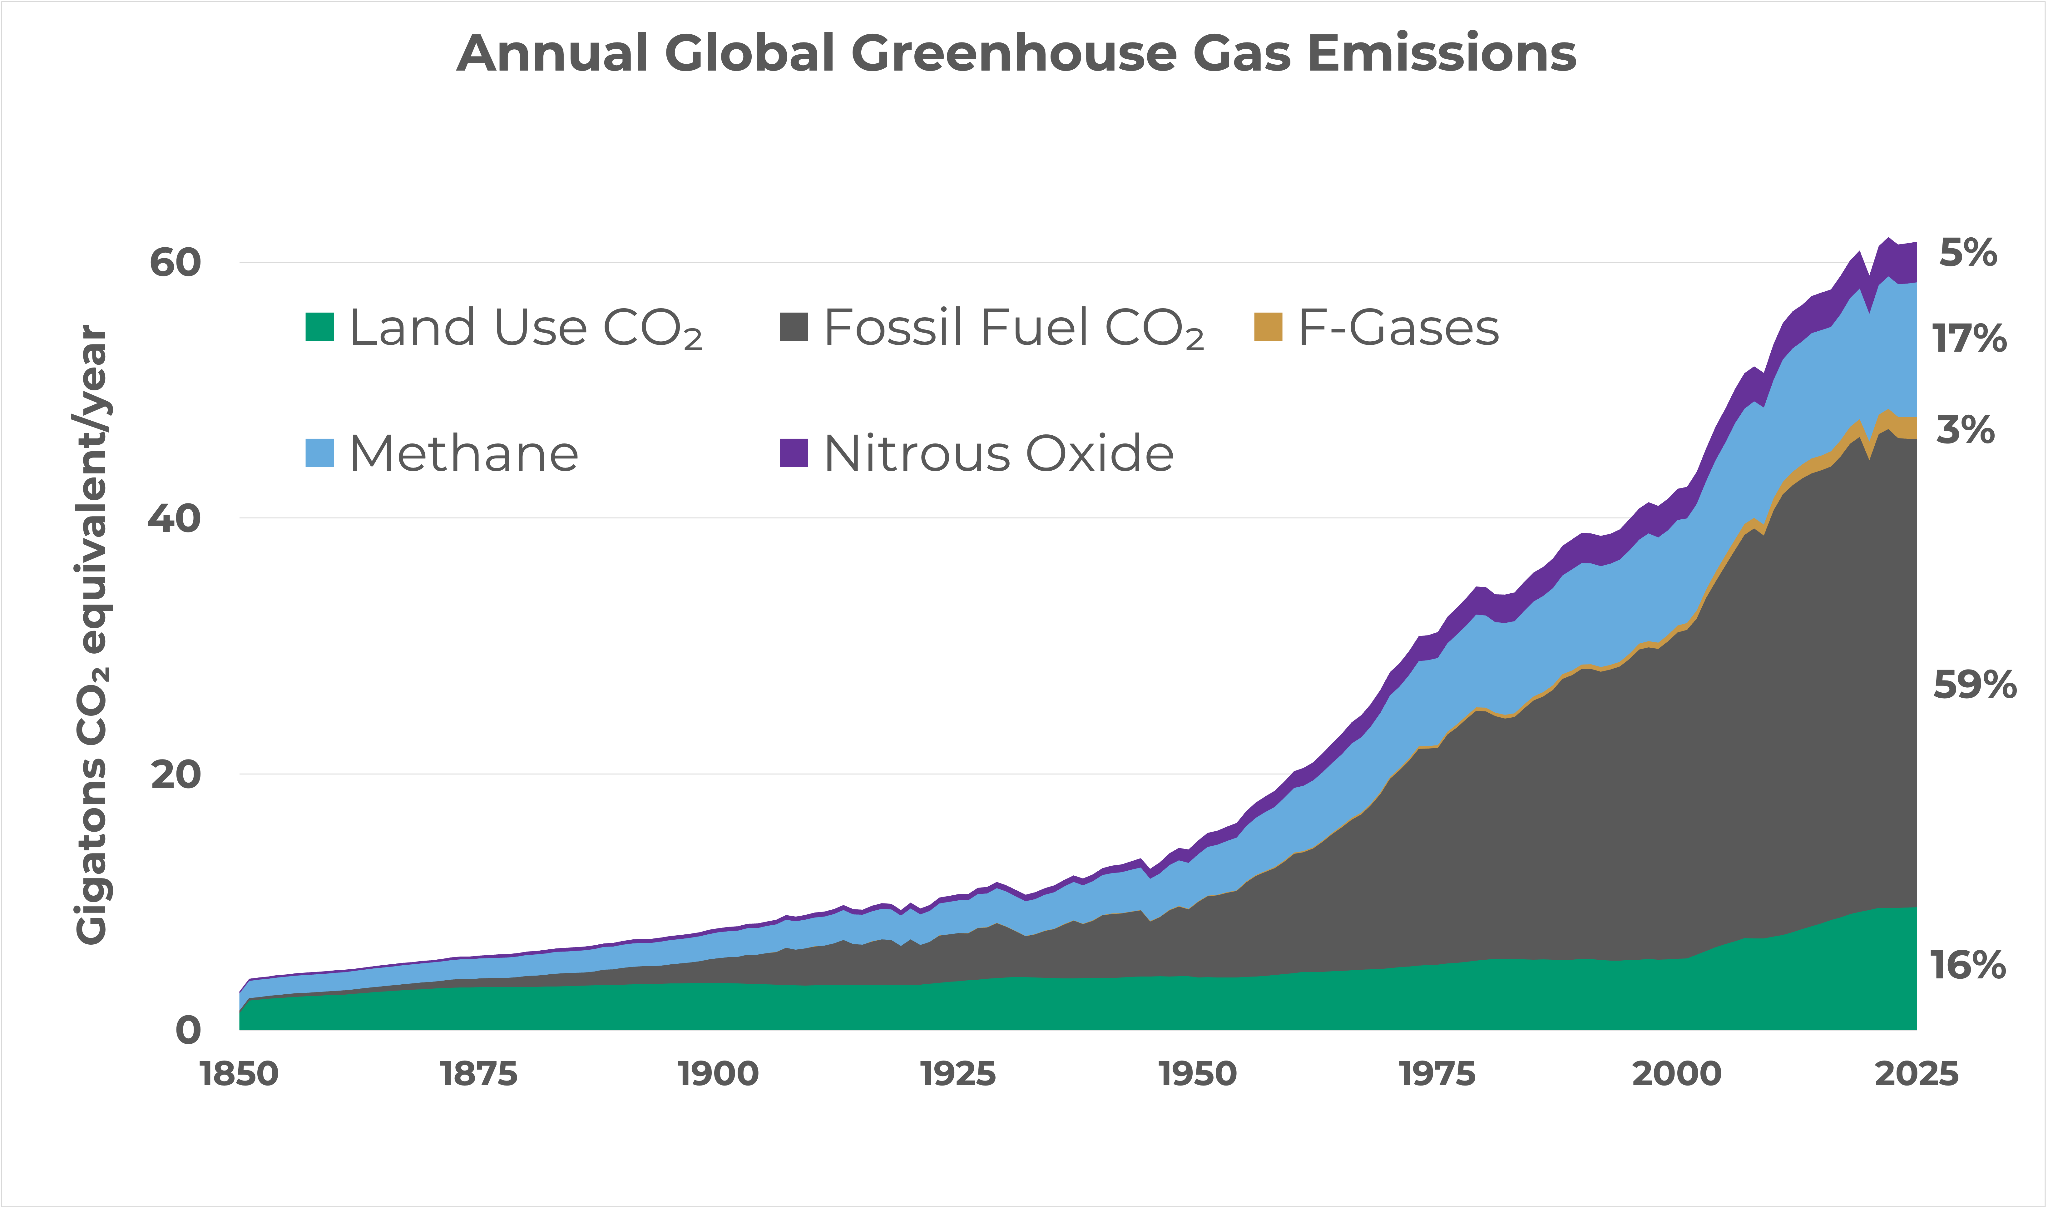 Annual Global Greenhouse Gas Emissions
Gigatons CO₂ equivalent/year
60
40
20
0
Land Use CO₂
Fossil Fuel CO₂
F-Gases
Methane
Nitrous Oxide
5%
17%
3%
59%
16%
1850
1875
1900
1925
1950
1975
2000
2025